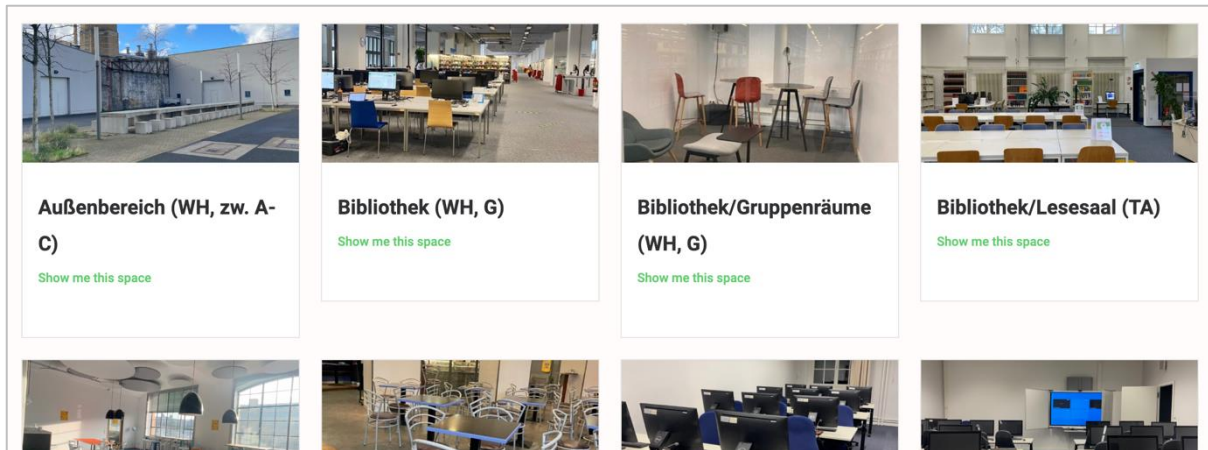 Außenbereich (WH, zw. A-
C)
Show me this space
Bibliothek (WH, G)
Show me this space
Bibliothek/Gruppenräume
(WH, G)
Show me this space
Bibliothek/Lesesaal (TA)
Show me this space